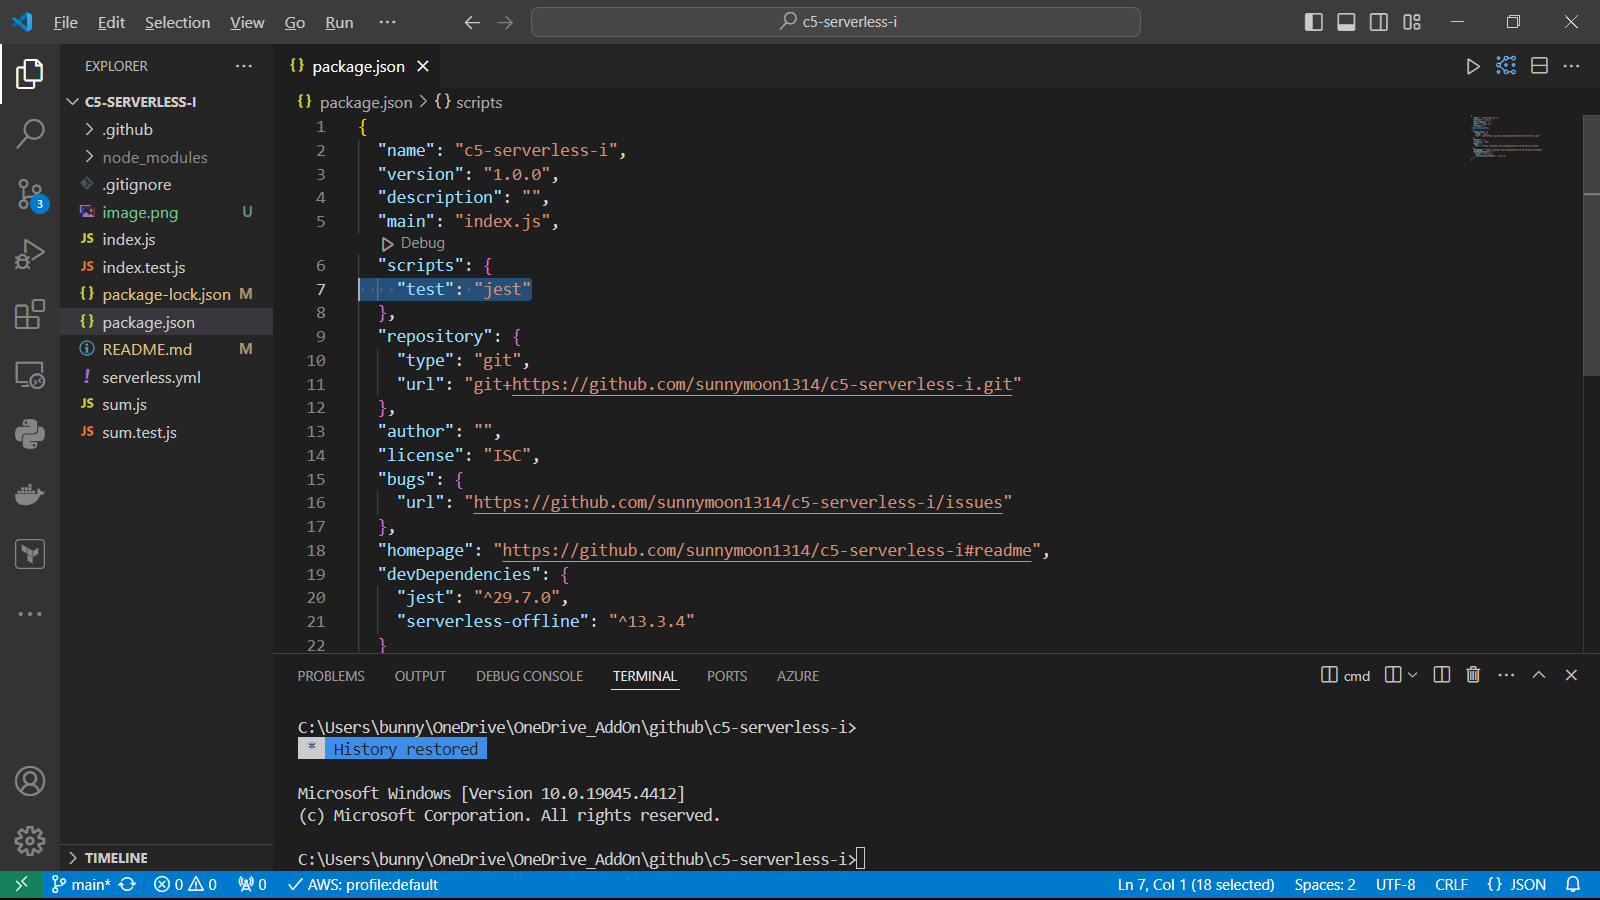 File Edit Selection View Go Run ··· c5-serverless-i
EXPLORER
C5-SERVERLESS-I
.github
node_modules
.gitignore
image.png U
index.js
index.test.js
package-lock.json M
package.json
README.md M
serverless.yml
sum.js
sum.test.js
TIMELINE
3
package.json
package.json > {} scripts
1 {
2 "name": "c5-serverless-i",
3 "version": "1.0.0",
4 "description": "",
5 "main": "index.js",
Debug
6 "scripts": {
7 "test": "jest"
8 },
9 "repository": {
10 "type": "git",
11 "url": "git+https://github.com/sunnymoon1314/c5-serverless-i.git"
12 },
13 "author": "",
14 "license": "ISC",
15 "bugs": {
16 "url": "https://github.com/sunnymoon1314/c5-serverless-i/issues"
17 },
18 "homepage": "https://github.com/sunnymoon1314/c5-serverless-i#readme",
19 "devDependencies": {
20 "jest": "^29.7.0",
21 "serverless-offline": "^13.3.4"
22 }
PROBLEMS OUTPUT DEBUG CONSOLE TERMINAL PORTS AZURE cmd
C:\Users\bunny\OneDrive\OneDrive_AddOn\github\c5-serverless-i>
* History restored
Microsoft Windows [Version 10.0.19045.4412]
(c) Microsoft Corporation. All rights reserved.
C:\Users\bunny\OneDrive\OneDrive_AddOn\github\c5-serverless-i>
main* 0 0 0 AWS: profile:default Ln 7, Col 1 (18 selected) Spaces: 2 UTF-8 CRLF {} JSON